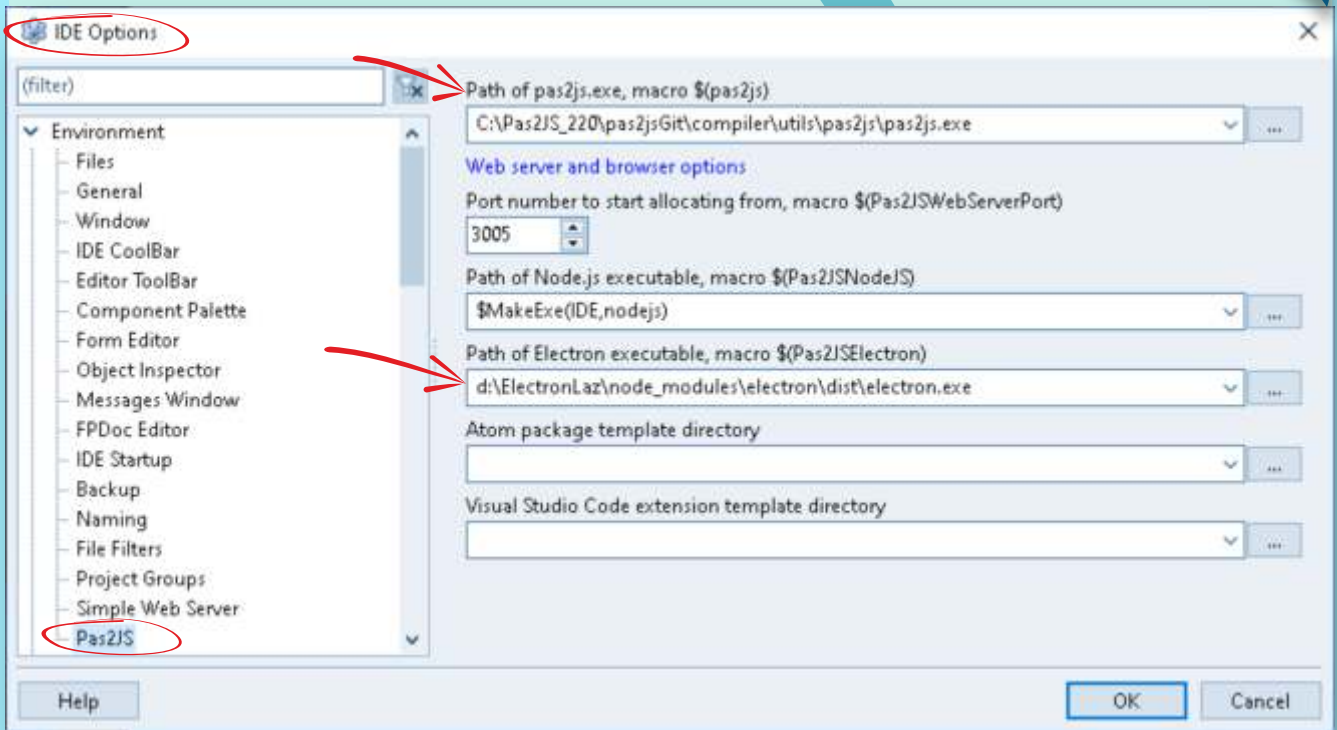 IDE Options
(filter)
Environment
Files
General
Window
IDE CoolBar
Editor ToolBar
Component Palette
Form Editor
Object Inspector
Messages Window
FPDoc Editor
IDE Startup
Backup
Naming
File Filters
Project Groups
Simple Web Server
Pas2JS
Path of pas2js.exe, macro $(pas2js)
C:\Pas2JS_220\pas2jsGit\compiler\utils\pas2js\pas2js.exe
...
Web server and browser options
Port number to start allocating from, macro $(Pas2JSWebServerPort)
3005
Path of Node.js executable, macro $(Pas2JSNodeJS)
$MakeExe(IDE,nodejs)
...
Path of Electron executable, macro $(Pas2JSElectron)
d:\ElectronLaz\node_modules\electron\dist\electron.exe
...
Atom package template directory
...
Visual Studio Code extension template directory
...
Help
OK
Cancel